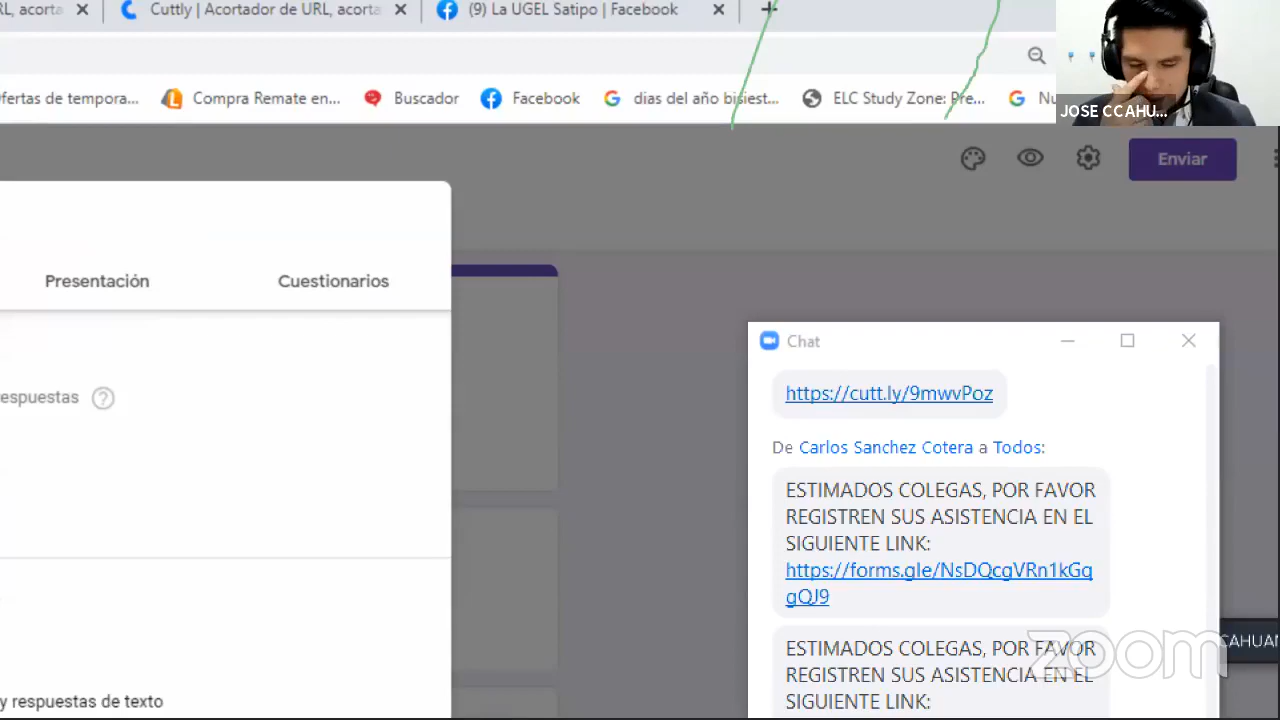 RL, acorta
Cuttly | Acortador de URL, acorta
(9) La UGEL Satipo | Facebook
fertas de tempora...
Compra Remate en...
Buscador
Facebook
dias del año bisiest...
ELC Study Zone: Pre...
JOSE CCAHU...
Enviar
Presentación
Cuestionarios
espuestas
Chat
https://cutt.ly/9mwvPoz
De Carlos Sanchez Cotera a Todos:
ESTIMADOS COLEGAS, POR FAVOR
REGISTREN SUS ASISTENCIA EN EL
SIGUIENTE LINK:
https://forms.gle/NsDQcgVRn1kGq
gQJ9
CAHUAN
ESTIMADOS COLEGAS, POR FAVOR
REGISTREN SUS ASISTENCIA EN EL
SIGUIENTE LINK:
zoom
y respuestas de texto